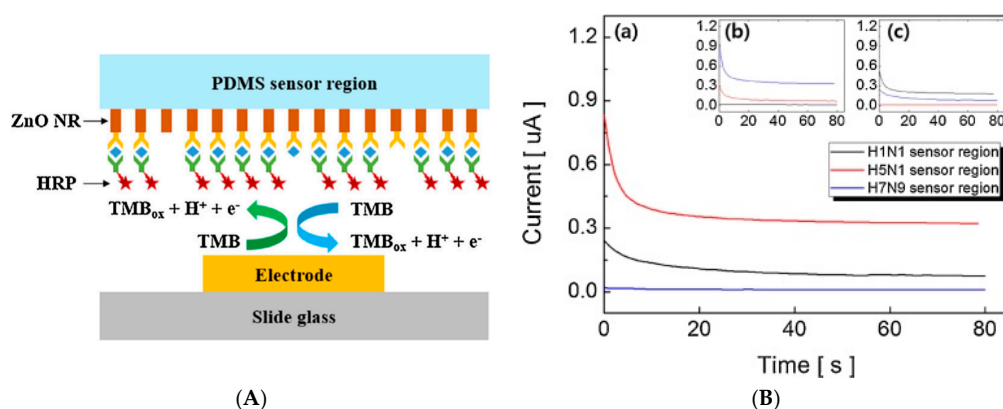 PDMS sensor region
ZnO NR
HRP
TMBox + H+ + e-
TMB
TMB
TMBox + H+ + e-
Electrode
Slide glass
(A)
(a)
(b)
(c)
1.2
0.9
0.6
0.3
0.0
Current [ uA ]
0
20
40
60
80
Time [ s ]
1.2
0.9
0.6
0.3
0.0
0 20 40 60 80
1.2
0.9
0.6
0.3
0.0
0 20 40 60 80
H1N1 sensor region
H5N1 sensor region
H7N9 sensor region
(B)